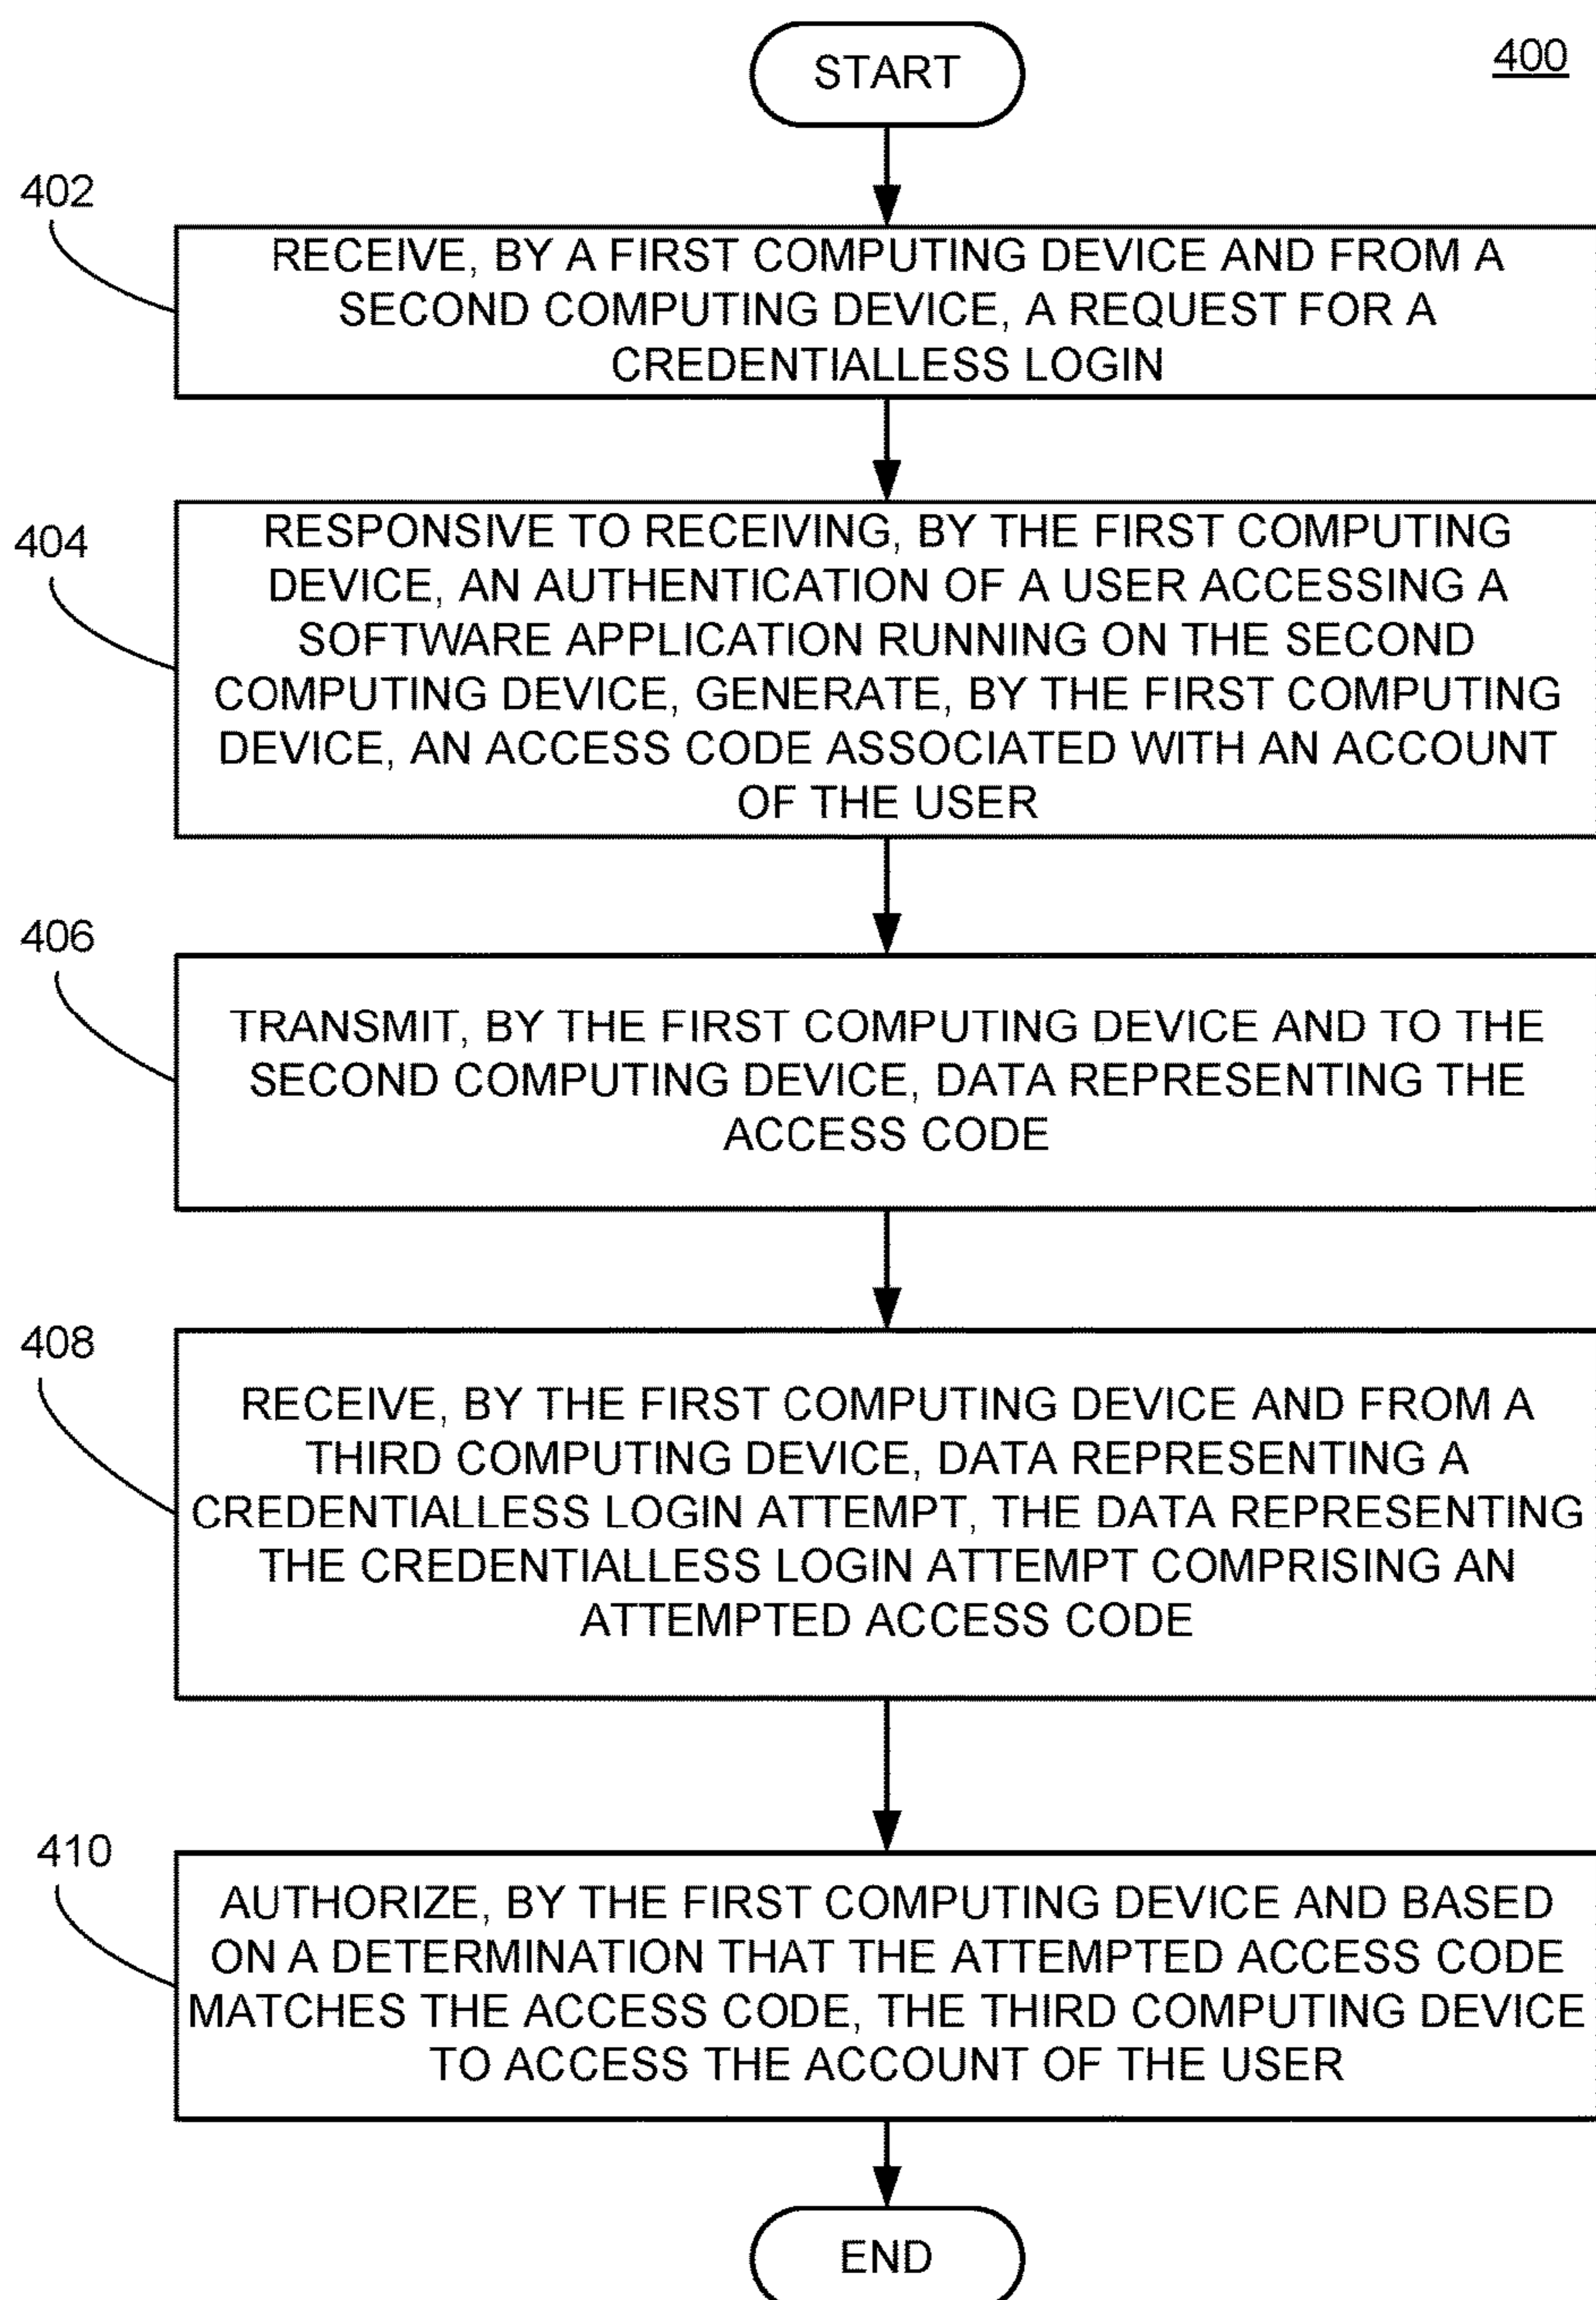 START
400
402
RECEIVE, BY A FIRST COMPUTING DEVICE AND FROM A
SECOND COMPUTING DEVICE, A REQUEST FOR A
CREDENTIALLESS LOGIN
404
RESPONSIVE TO RECEIVING, BY THE FIRST COMPUTING
DEVICE, AN AUTHENTICATION OF A USER ACCESSING A
SOFTWARE APPLICATION RUNNING ON THE SECOND
COMPUTING DEVICE, GENERATE, BY THE FIRST COMPUTING
DEVICE, AN ACCESS CODE ASSOCIATED WITH AN ACCOUNT
OF THE USER
406
TRANSMIT, BY THE FIRST COMPUTING DEVICE AND TO THE
SECOND COMPUTING DEVICE, DATA REPRESENTING THE
ACCESS CODE
408
RECEIVE, BY THE FIRST COMPUTING DEVICE AND FROM A
THIRD COMPUTING DEVICE, DATA REPRESENTING A
CREDENTIALLESS LOGIN ATTEMPT, THE DATA REPRESENTING
THE CREDENTIALLESS LOGIN ATTEMPT COMPRISING AN
ATTEMPTED ACCESS CODE
410
AUTHORIZE, BY THE FIRST COMPUTING DEVICE AND BASED
ON A DETERMINATION THAT THE ATTEMPTED ACCESS CODE
MATCHES THE ACCESS CODE, THE THIRD COMPUTING DEVICE
TO ACCESS THE ACCOUNT OF THE USER
END